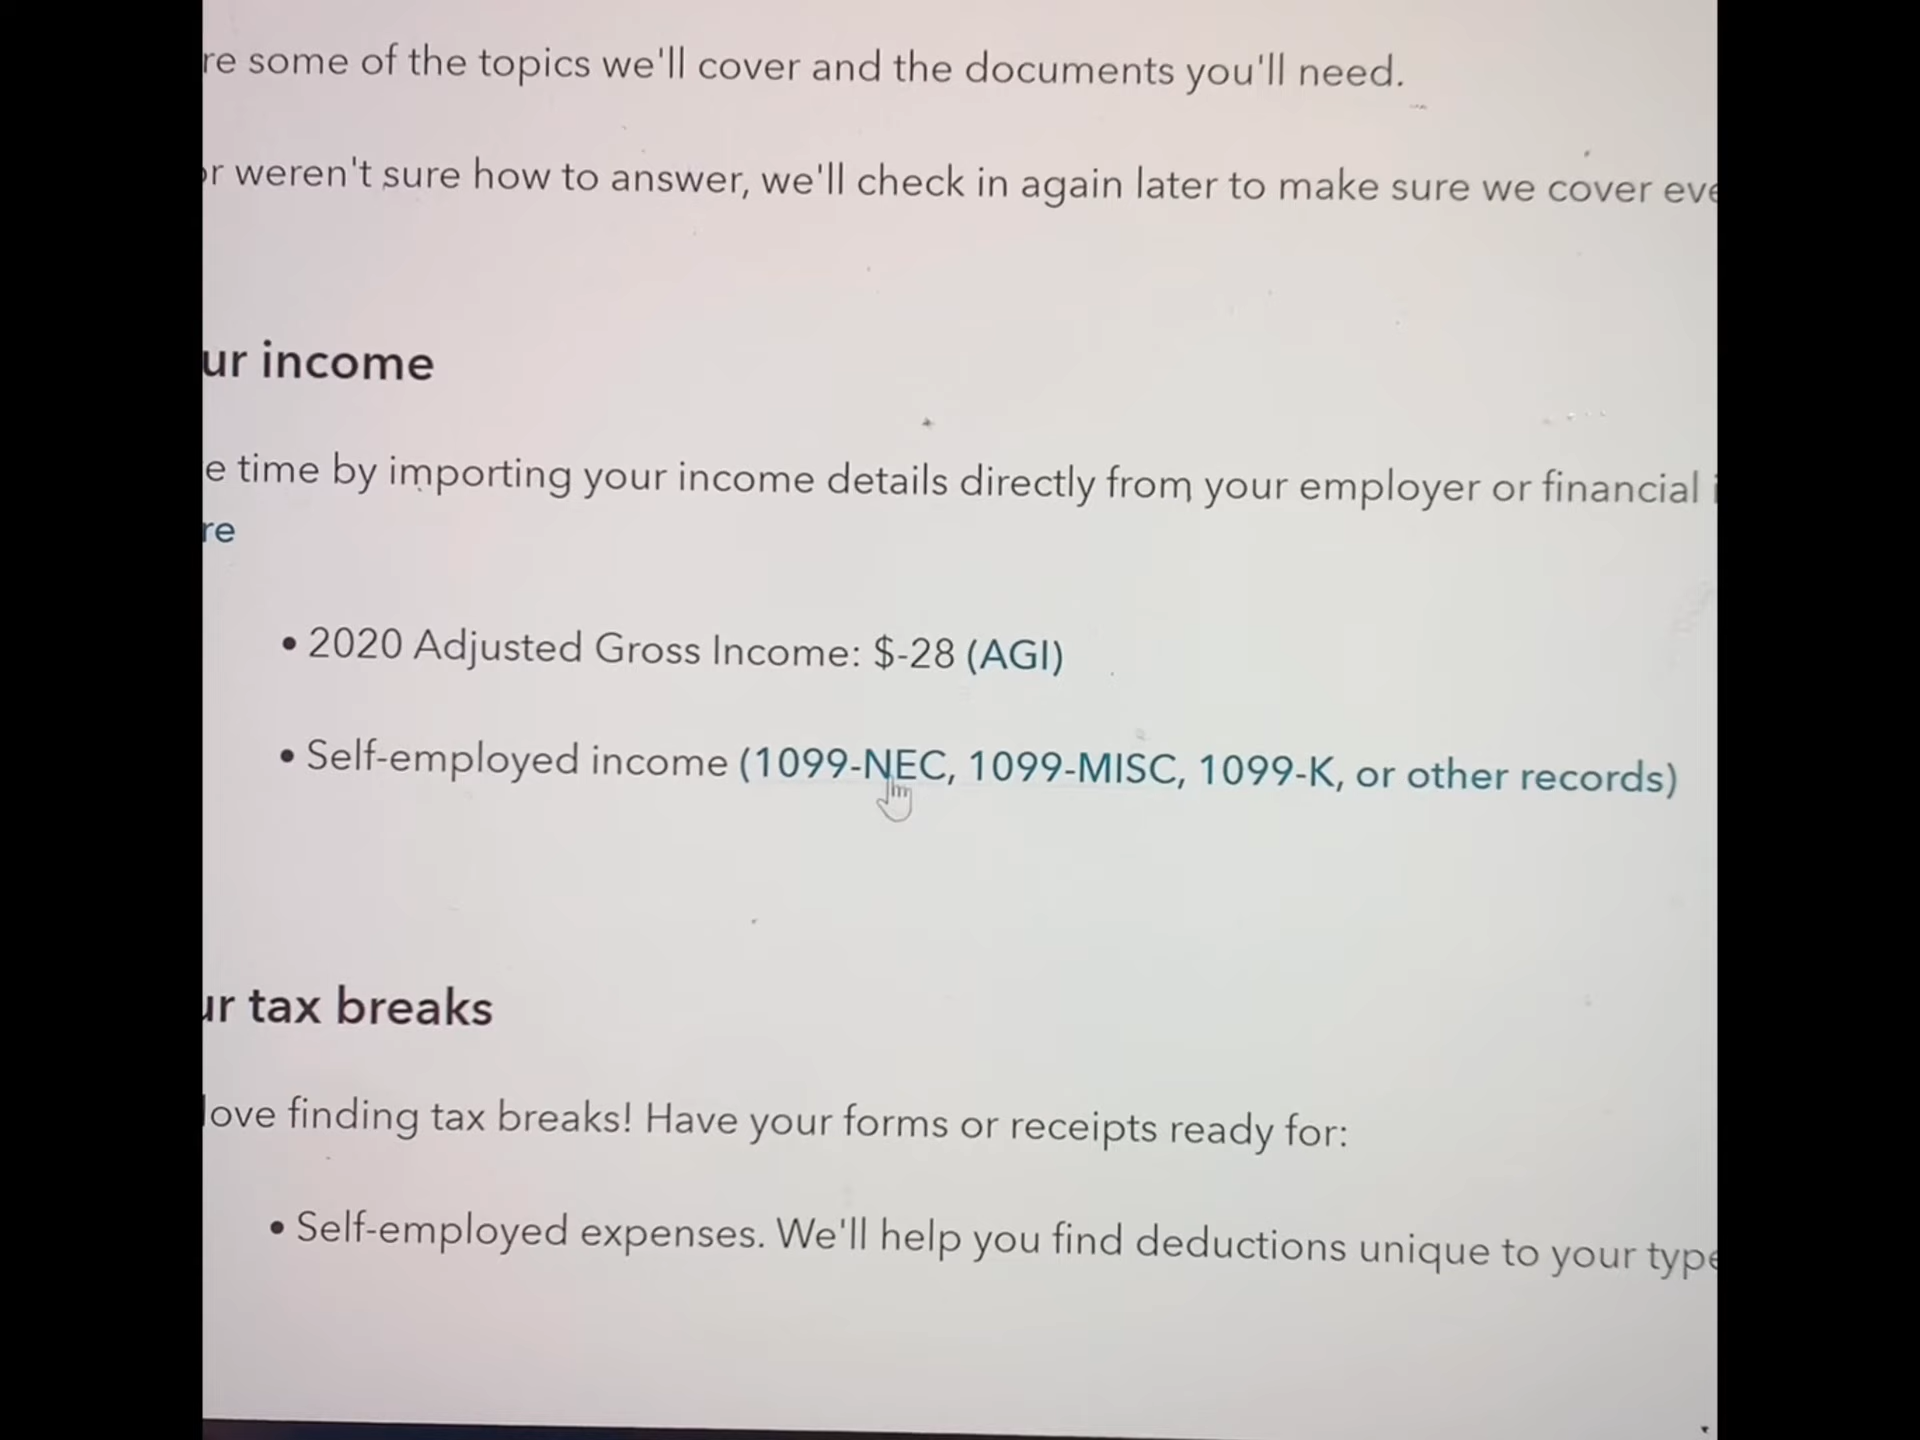 re some of the topics we'll cover and the documents you'll need.
or weren't sure how to answer, we'll check in again later to make sure we cover eve
ur income
e time by importing your income details directly from your employer or financial i
re
• 2020 Adjusted Gross Income: $-28 (AGI)
• Self-employed income (1099-NEC, 1099-MISC, 1099-K, or other records)
ur tax breaks
love finding tax breaks! Have your forms or receipts ready for:
• Self-employed expenses. We'll help you find deductions unique to your type